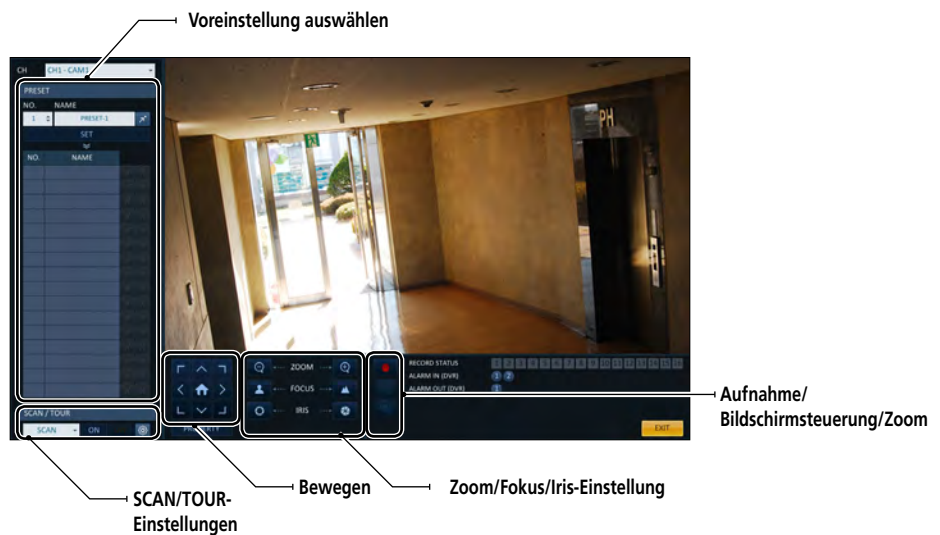 Voreinstellung auswählen
CH CH1 - CAM1
PRESET
NO. NAME
1 PRESET-1
SET
NO. NAME
PH
ZOOM
FOCUS
IRIS
RECORD STATUS 1 2 3 4 5 6 7 8 9 10 11 12 13 14 15 16
ALARM IN (DVR) 1 2
ALARM OUT (DVR) 1
SCAN / TOUR
SCAN ON
PROPERTY
EXIT
Aufnahme/
Bildschirmsteuerung/Zoom
SCAN/TOUR-
Einstellungen
Bewegen
Zoom/Fokus/Iris-Einstellung